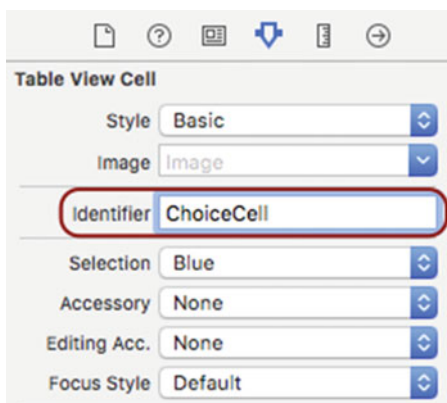 Table View Cell
Style Basic
Image Image
Identifier ChoiceCell
Selection Blue
Accessory None
Editing Acc. None
Focus Style Default